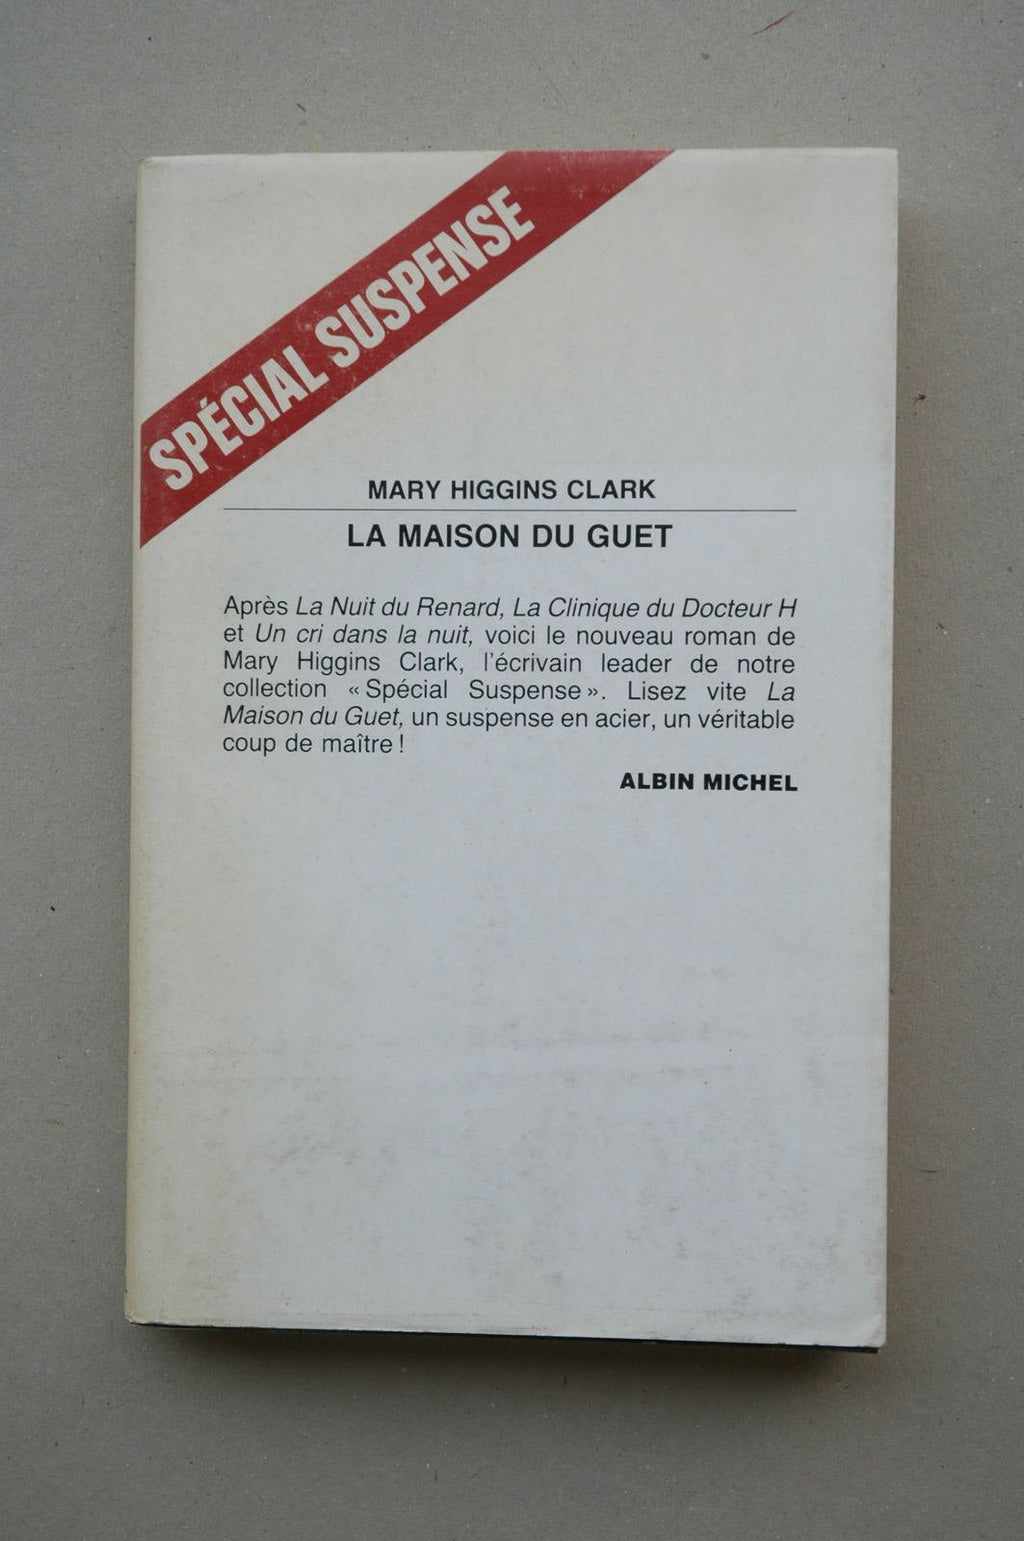 SPÉCIAL SUSPENSE
MARY HIGGINS CLARK
LA MAISON DU GUET
Après La Nuit du Renard, La Clinique du Docteur H
et Un cri dans la nuit, voici le nouveau roman de
Mary Higgins Clark, l'écrivain leader de notre
collection « Spécial Suspense ». Lisez vite La
Maison du Guet, un suspense en acier, un véritable
coup de maître !
ALBIN MICHEL